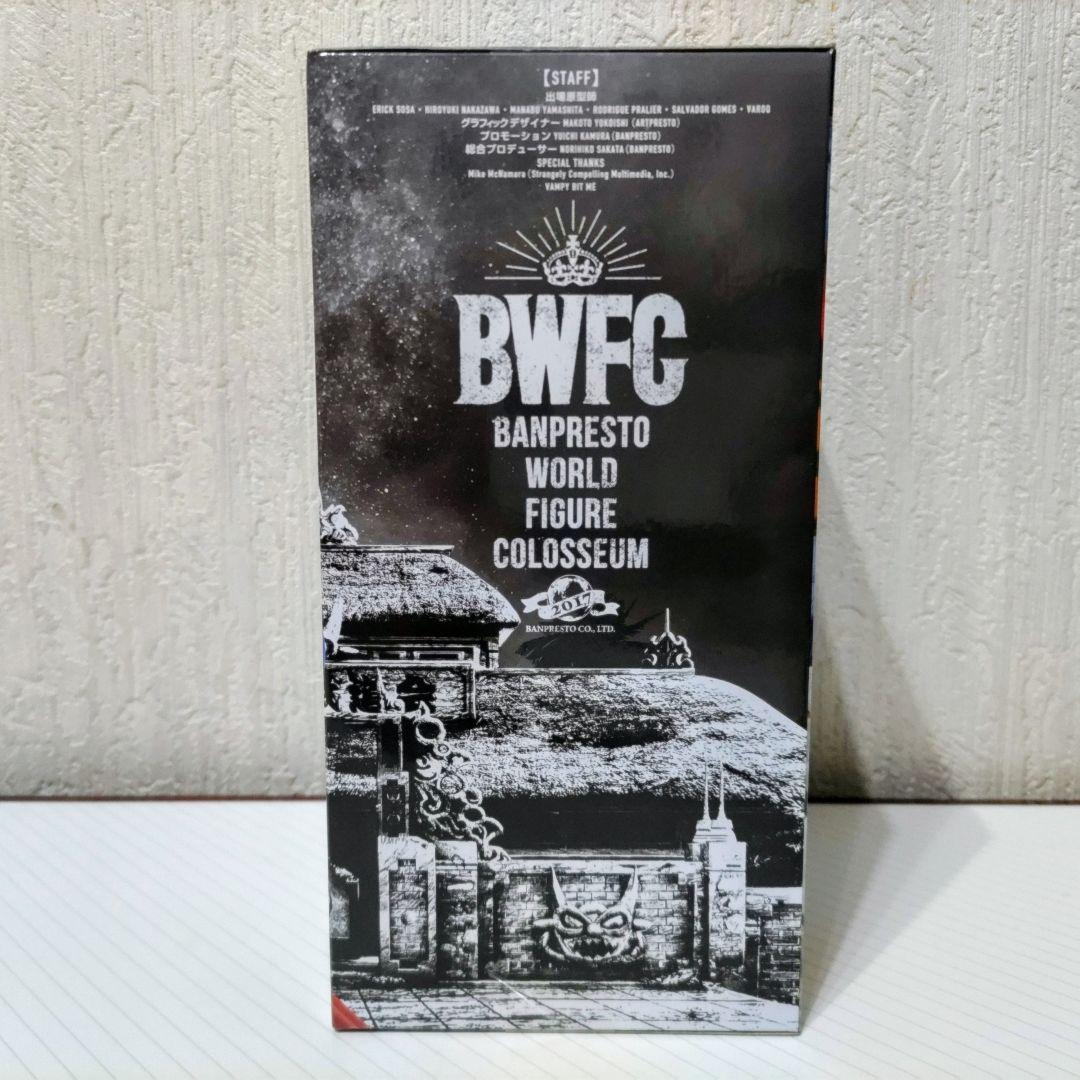 【STAFF】
出場原型師
ERICK SOSA・HIROYUKI NAKAZAWA・MANABU YAMASHITA・RODRIGUE PRALIER・SALVADOR GOMES・VAROO
グラフィックデザイナー MAKOTO YOKOISHI (ARTPRESTO)
プロモーション YUICHI KAMURA (BANPRESTO)
総合プロデューサー NORIHIKO SAKATA (BANPRESTO)
SPECIAL THANKS
Mike McNamara (Strangely Compelling Multimedia, Inc.)
VAMPY BIT ME
BWFC
BANPRESTO
WORLD
FIGURE
COLOSSEUM
2017
BANPRESTO CO., LTD.